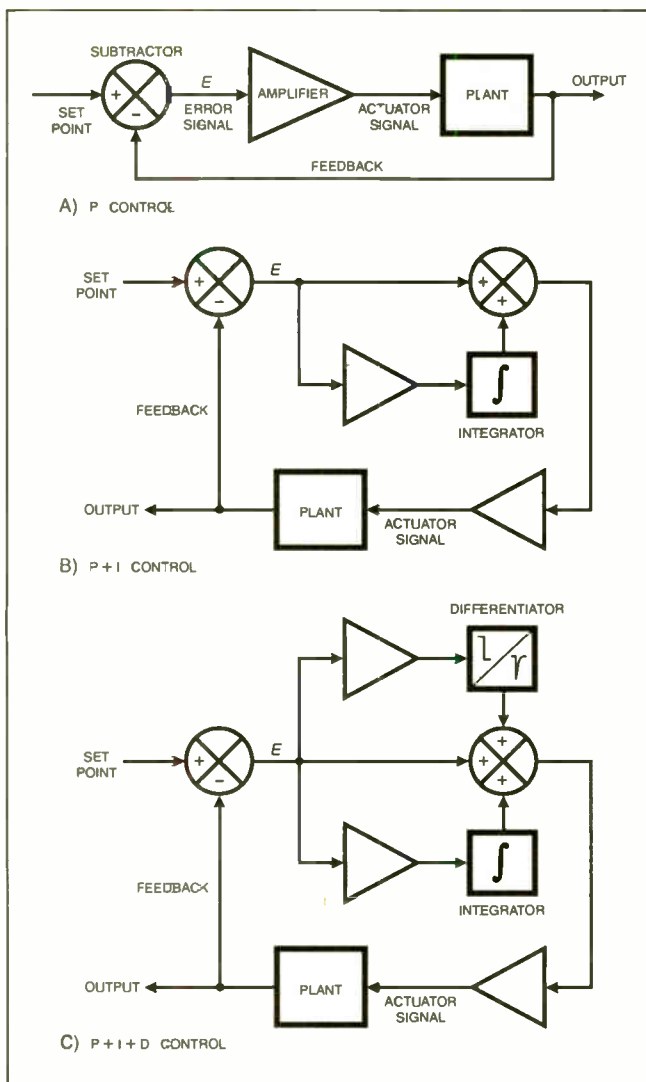 SUBTRACTOR
E
+
−
SET
POINT
ERROR
SIGNAL
AMPLIFIER
ACTUATOR
SIGNAL
PLANT
OUTPUT
FEEDBACK
A) P CONTROL
SET
POINT
+
−
E
+
+
∫
INTEGRATOR
FEEDBACK
OUTPUT
PLANT
ACTUATOR
SIGNAL
B) P+I CONTROL
DIFFERENTIATOR
SET
POINT
+
−
E
+
+
+
∫
INTEGRATOR
FEEDBACK
OUTPUT
PLANT
ACTUATOR
SIGNAL
C) P+I+D CONTROL